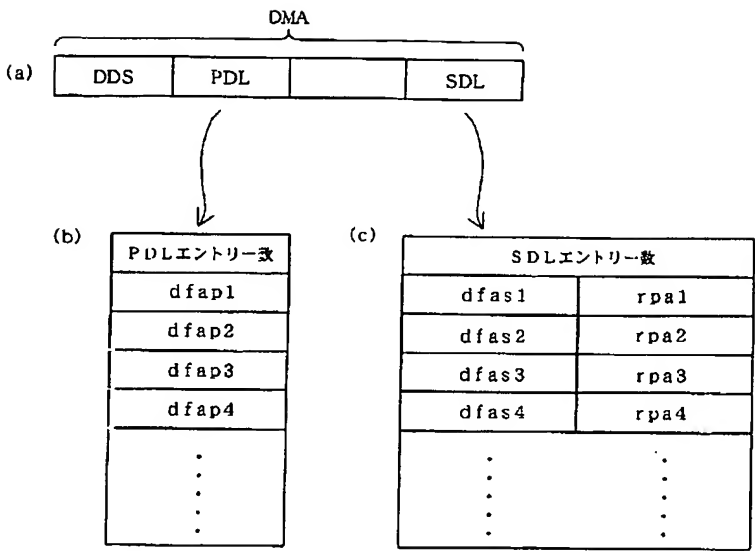 DMA
(a) DDS PDL SDL
(b)
PDLエントリー数
dfap1
dfap2
dfap3
dfap4
(c)
SDLエントリー数
dfas1 rpa1
dfas2 rpa2
dfas3 rpa3
dfas4 rpa4